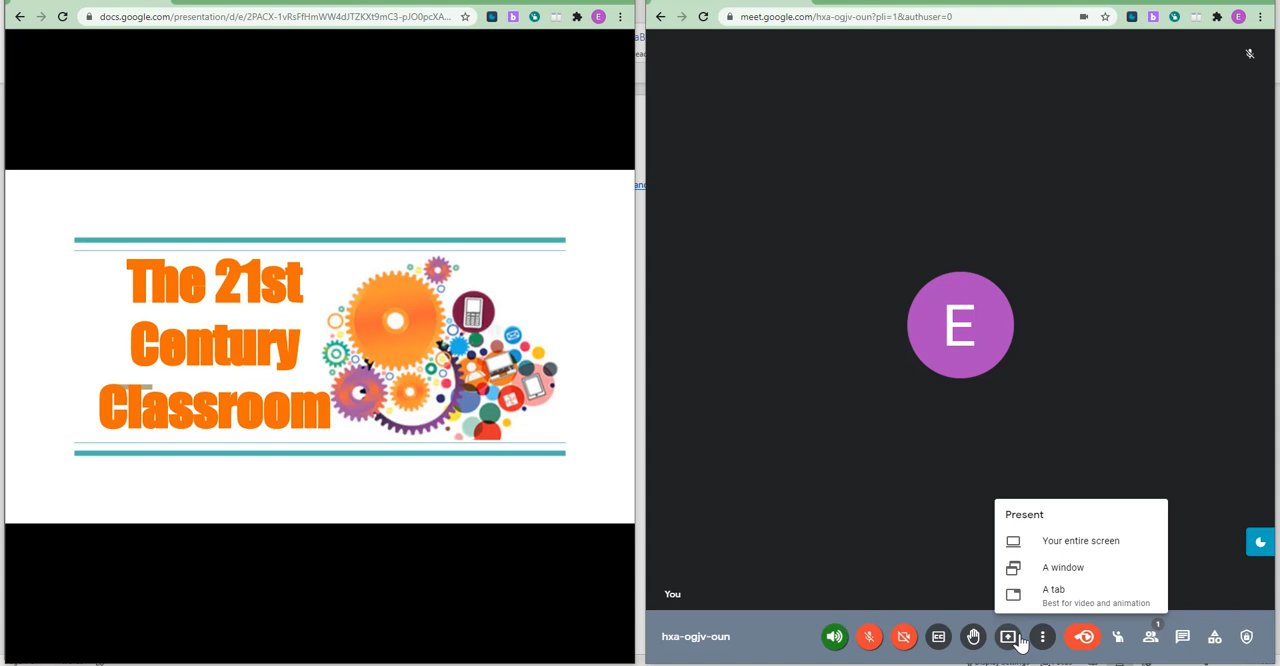 docs.google.com/presentation/d/e/2PACX-1vRsFfHmWW4dJTZKXt9mC3-pJO0pcXA...
E
The 21st
Century
Classroom
meet.google.com/hxa-ogjv-oun?pli=1&authuser=0
E
E
Present
Your entire screen
A window
A tab
Best for video and animation
You
hxa-ogjv-oun
1